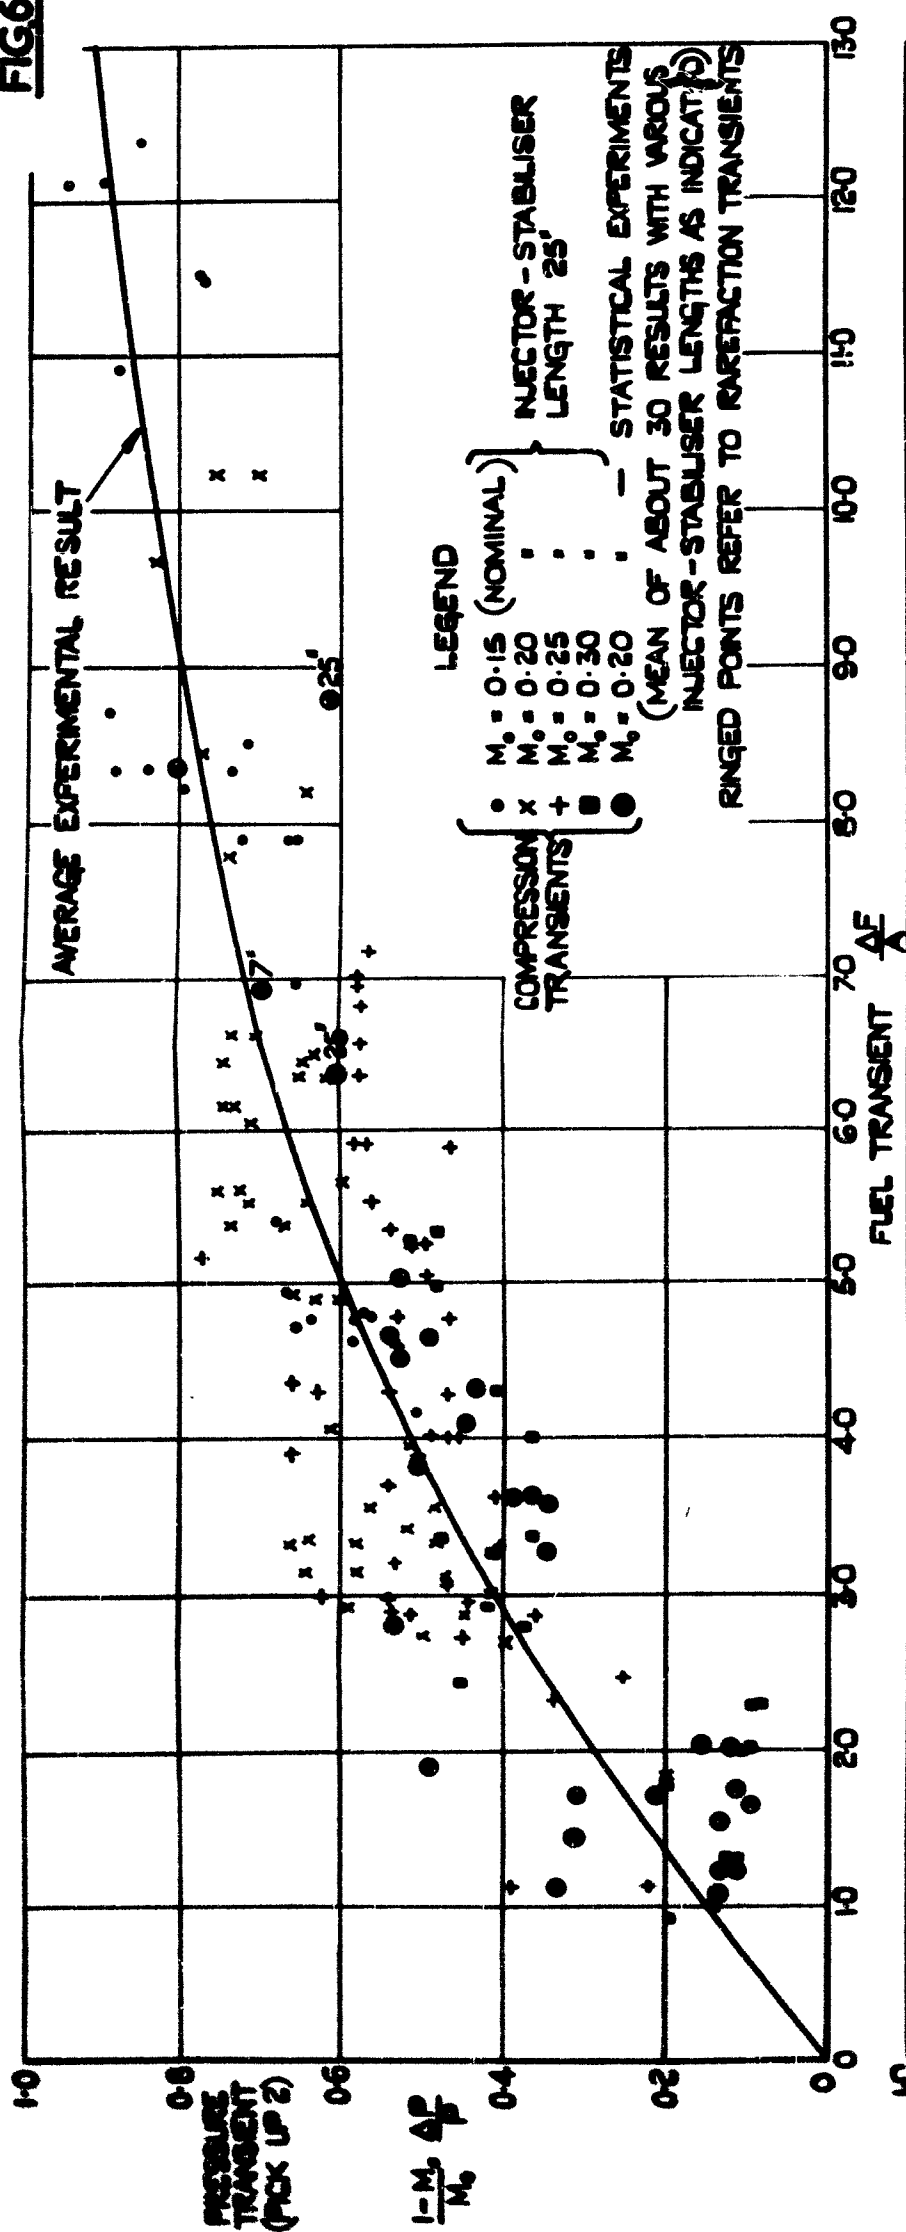 FIG.6
AVERAGE EXPERIMENTAL RESULT
PRESSURE
TRANSIENT
(PICK UP 2)
1-M₀ ΔP
M₀ P
1·0
0·8
0·6
0·4
0·2
0
7'
25'
25'
LEGEND
COMPRESSION
TRANSIENTS
● M₀ = 0·15 (NOMINAL)
x M₀ = 0·20 "
+ M₀ = 0·25 "
■ M₀ = 0·30 "
● M₀ = 0·20 " — STATISTICAL EXPERIMENTS
INJECTOR-STABILISER
LENGTH 25"
(MEAN OF ABOUT 30 RESULTS WITH VARIOUS
INJECTOR-STABILISER LENGTHS AS INDICATED)
RINGED POINTS REFER TO RAREFACTION TRANSIENTS
0 1·0 2·0 3·0 4·0 5·0 6·0 7·0 8·0 9·0 10·0 11·0 12·0 13·0
FUEL TRANSIENT ΔF
A